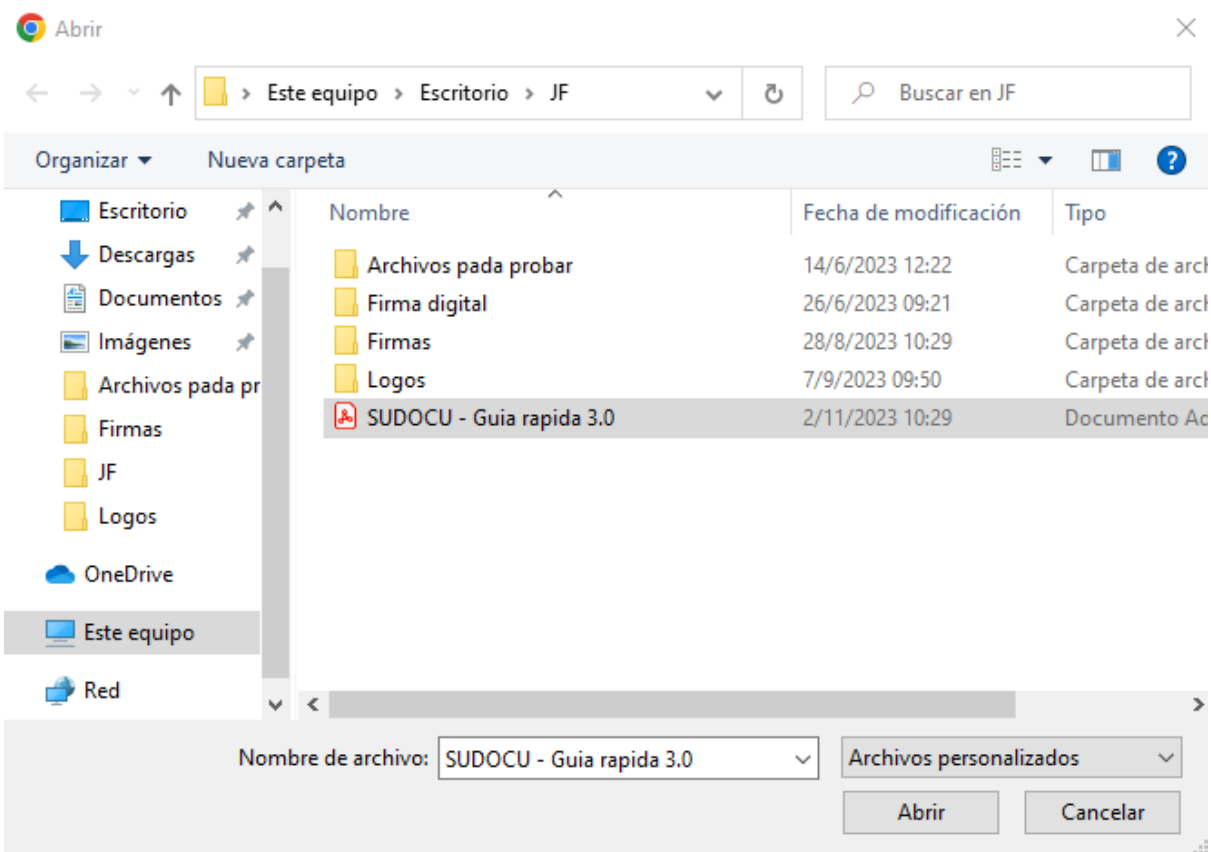 Abrir
Este equipo > Escritorio > JF
Buscar en JF
Organizar
Nueva carpeta
Escritorio
Descargas
Documentos
Imágenes
Archivos pada pr
Firmas
JF
Logos
OneDrive
Este equipo
Red
Nombre Fecha de modificación Tipo
Archivos pada probar 14/6/2023 12:22 Carpeta de arch
Firma digital 26/6/2023 09:21 Carpeta de arch
Firmas 28/8/2023 10:29 Carpeta de arch
Logos 7/9/2023 09:50 Carpeta de arch
SUDOCU - Guia rapida 3.0 2/11/2023 10:29 Documento Ad
Nombre de archivo: SUDOCU - Guia rapida 3.0
Archivos personalizados
Abrir
Cancelar